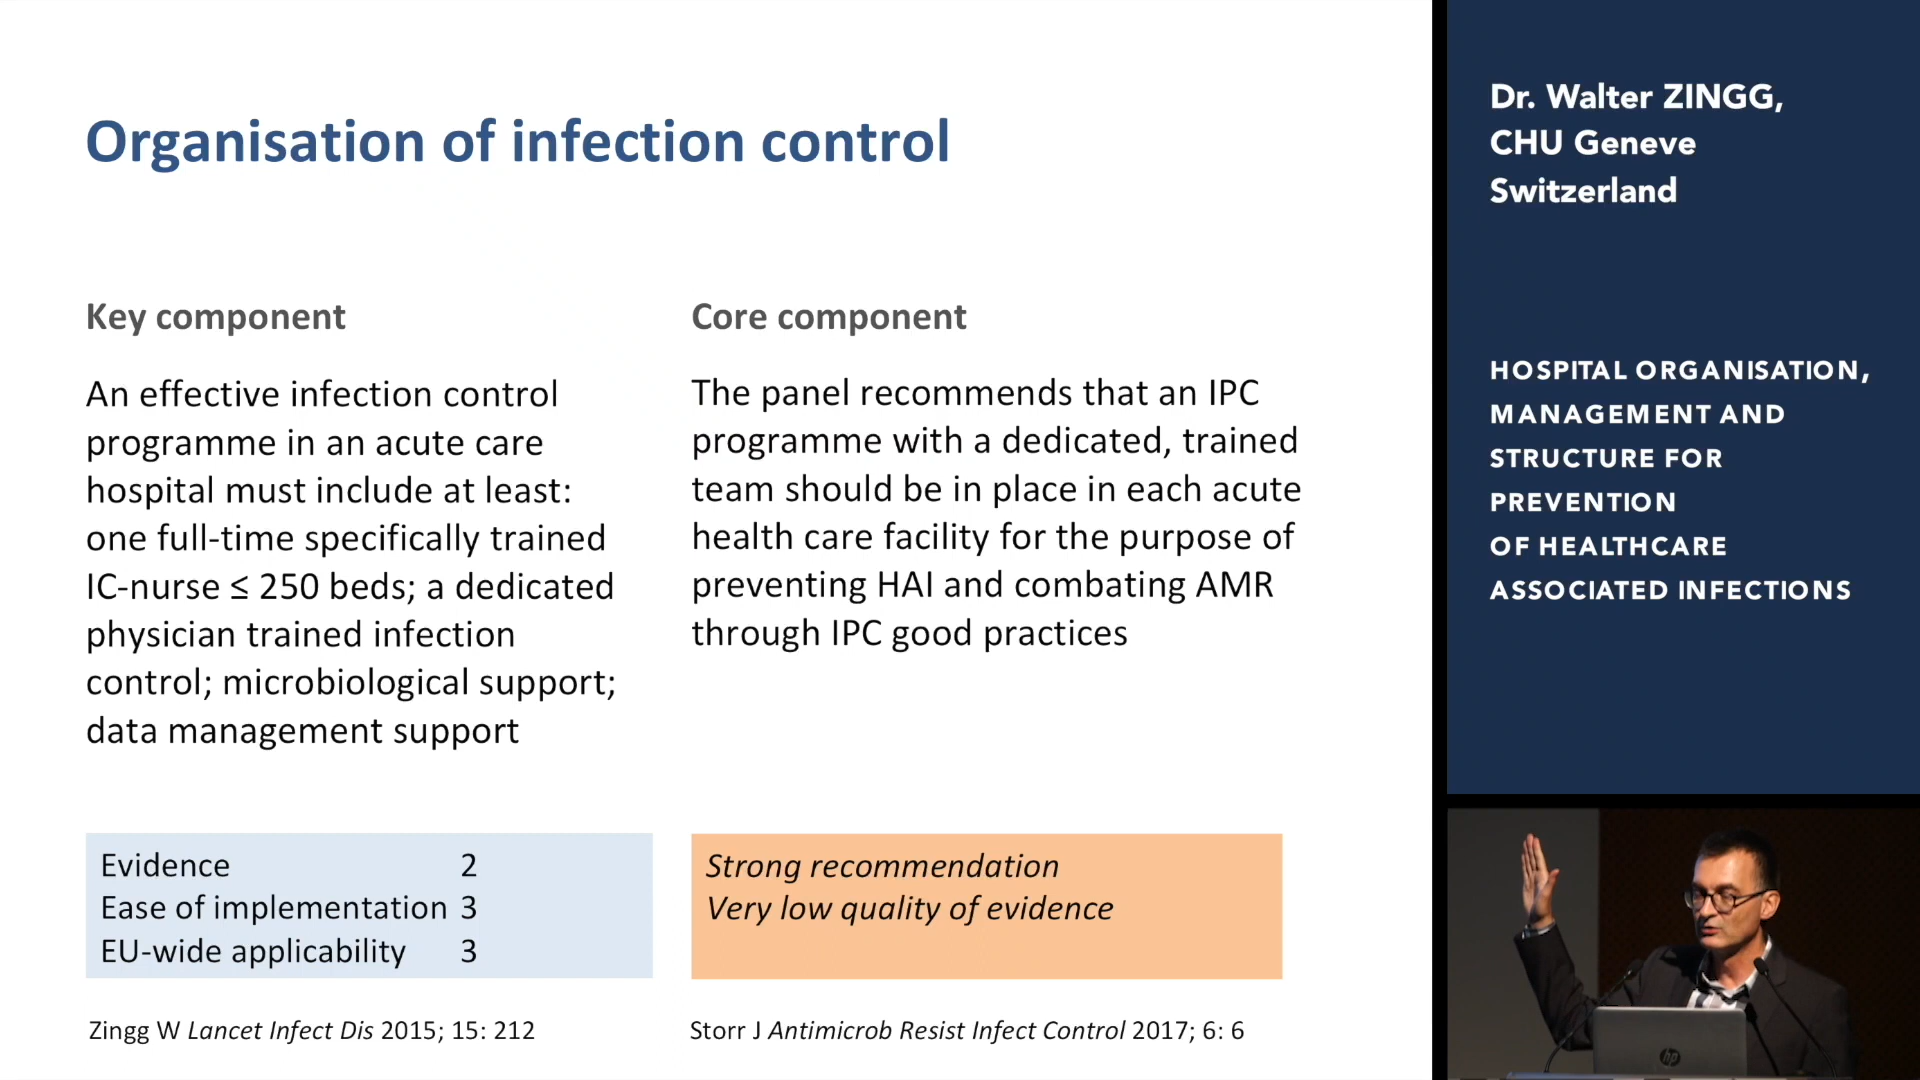 Organisation of infection control
Key component
An effective infection control
programme in an acute care
hospital must include at least:
one full-time specifically trained
IC-nurse ≤ 250 beds; a dedicated
physician trained infection
control; microbiological support;
data management support
Evidence 2
Ease of implementation 3
EU-wide applicability 3
Zingg W Lancet Infect Dis 2015; 15: 212
Core component
The panel recommends that an IPC
programme with a dedicated, trained
team should be in place in each acute
health care facility for the purpose of
preventing HAI and combating AMR
through IPC good practices
Strong recommendation
Very low quality of evidence
Storr J Antimicrob Resist Infect Control 2017; 6: 6
Dr. Walter ZINGG,
CHU Geneve
Switzerland
HOSPITAL ORGANISATION,
MANAGEMENT AND
STRUCTURE FOR
PREVENTION
OF HEALTHCARE
ASSOCIATED INFECTIONS
hp